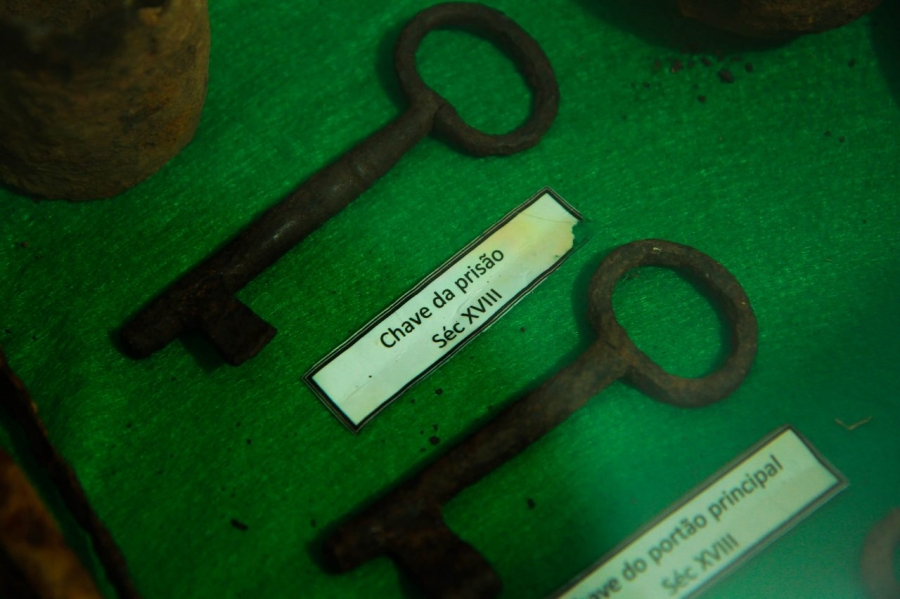 Chave da prisão
Séc XVIII
ave do portão principal
Séc XVIII